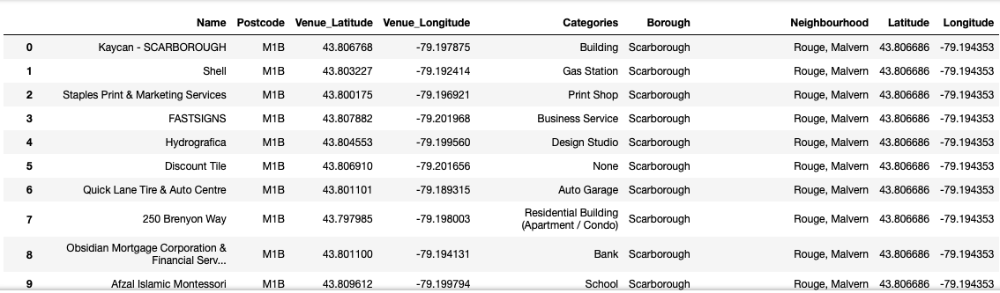 Name Postcode Venue_Latitude Venue_Longitude Categories Borough Neighbourhood Latitude Longitude
0 Kaycan - SCARBOROUGH M1B 43.806768 -79.197875 Building Scarborough Rouge, Malvern 43.806686 -79.194353
1 Shell M1B 43.803227 -79.192414 Gas Station Scarborough Rouge, Malvern 43.806686 -79.194353
2 Staples Print & Marketing Services M1B 43.800175 -79.196921 Print Shop Scarborough Rouge, Malvern 43.806686 -79.194353
3 FASTSIGNS M1B 43.807882 -79.201968 Business Service Scarborough Rouge, Malvern 43.806686 -79.194353
4 Hydrografica M1B 43.804553 -79.199560 Design Studio Scarborough Rouge, Malvern 43.806686 -79.194353
5 Discount Tile M1B 43.806910 -79.201656 None Scarborough Rouge, Malvern 43.806686 -79.194353
6 Quick Lane Tire & Auto Centre M1B 43.801101 -79.189315 Auto Garage Scarborough Rouge, Malvern 43.806686 -79.194353
7 250 Brenyon Way M1B 43.797985 -79.198003 Residential Building
(Apartment / Condo) Scarborough Rouge, Malvern 43.806686 -79.194353
8 Obsidian Mortgage Corporation &
Financial Serv... M1B 43.801100 -79.194131 Bank Scarborough Rouge, Malvern 43.806686 -79.194353
9 Afzal Islamic Montessori M1B 43.809612 -79.199794 School Scarborough Rouge, Malvern 43.806686 -79.194353